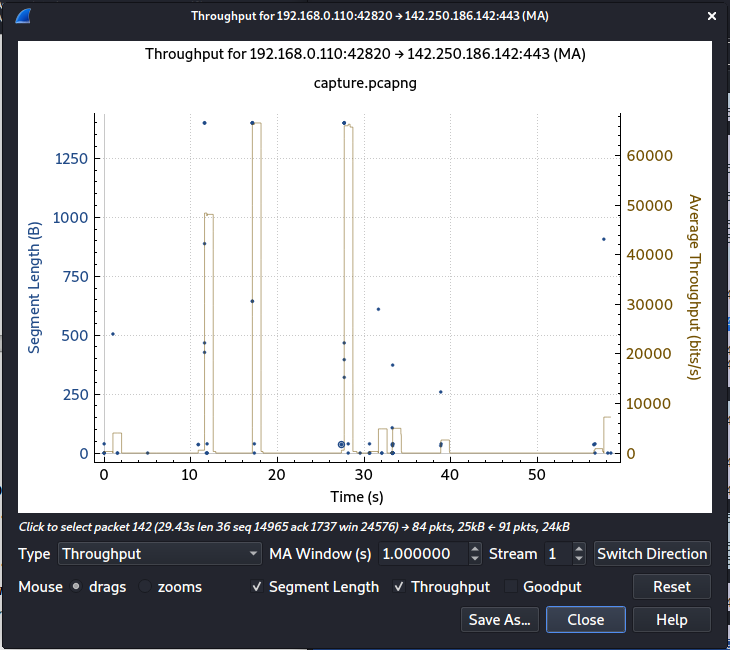 Throughput for 192.168.0.110:42820 → 142.250.186.142:443 (MA)
Throughput for 192.168.0.110:42820 → 142.250.186.142:443 (MA)
capture.pcapng
Segment Length (B)
1250
1000
750
500
250
0
Average Throughput (bits/s)
60000
50000
40000
30000
20000
10000
0
0 10 20 30 40 50
Time (s)
Click to select packet 142 (29.43s len 36 seq 14965 ack 1737 win 24576) → 84 pkts, 25kB ← 91 pkts, 24kB
Type Throughput MA Window (s) 1.000000 Stream 1 Switch Direction
Mouse drags zooms ✓ Segment Length ✓ Throughput Goodput Reset
Save As... Close Help